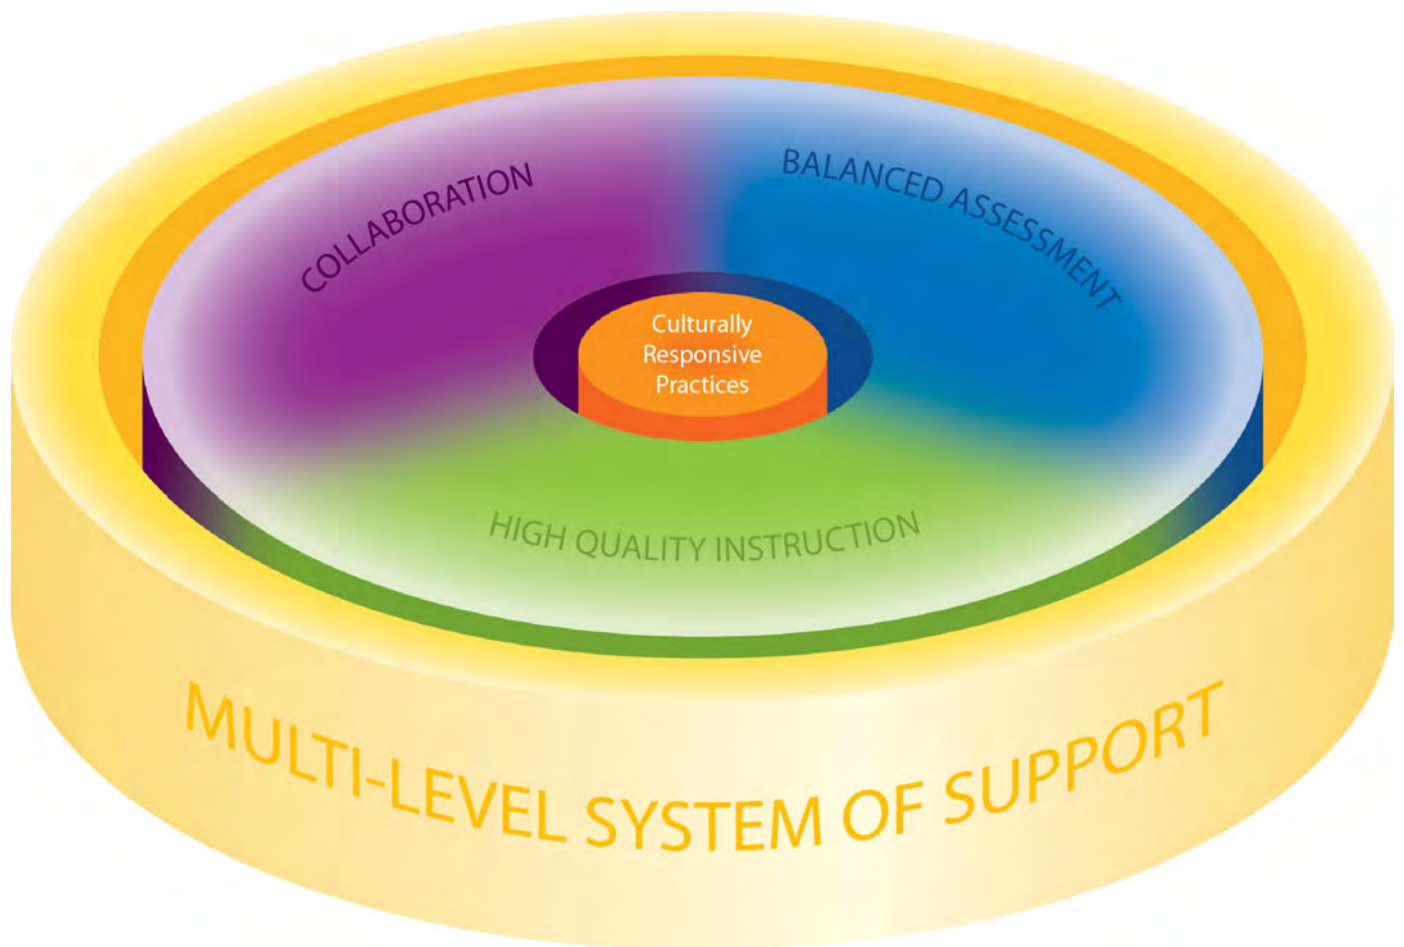 COLLABORATION
BALANCED ASSESSMENT
Culturally
Responsive
Practices
HIGH QUALITY INSTRUCTION
MULTI-LEVEL SYSTEM OF SUPPORT